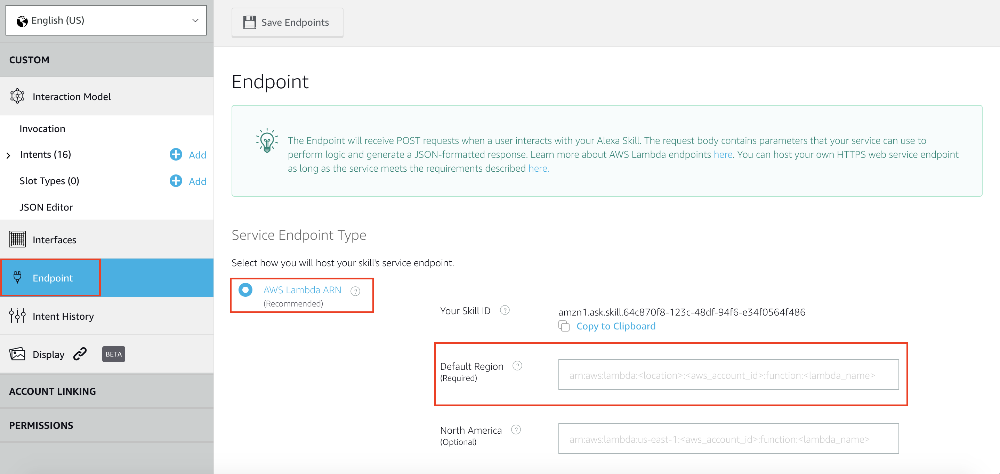 English (US)
Save Endpoints
CUSTOM
Interaction Model
Invocation
Intents (16)
Add
Slot Types (0)
Add
JSON Editor
Interfaces
Endpoint
Intent History
Display
BETA
ACCOUNT LINKING
PERMISSIONS
Endpoint
The Endpoint will receive POST requests when a user interacts with your Alexa Skill. The request body contains parameters that your service can use to
perform logic and generate a JSON-formatted response. Learn more about AWS Lambda endpoints here. You can host your own HTTPS web service endpoint
as long as the service meets the requirements described here.
Service Endpoint Type
Select how you will host your skill's service endpoint.
AWS Lambda ARN ?
(Recommended)
Your Skill ID ?
amzn1.ask.skill.64c870f8-123c-48df-94f6-e34f0564f486
Copy to Clipboard
Default Region ?
(Required)
arn:aws:lambda:<location>:<aws_account_id>:function:<lambda_name>
North America ?
(Optional)
arn:aws:lambda:us-east-1:<aws_account_id>:function:<lambda_name>